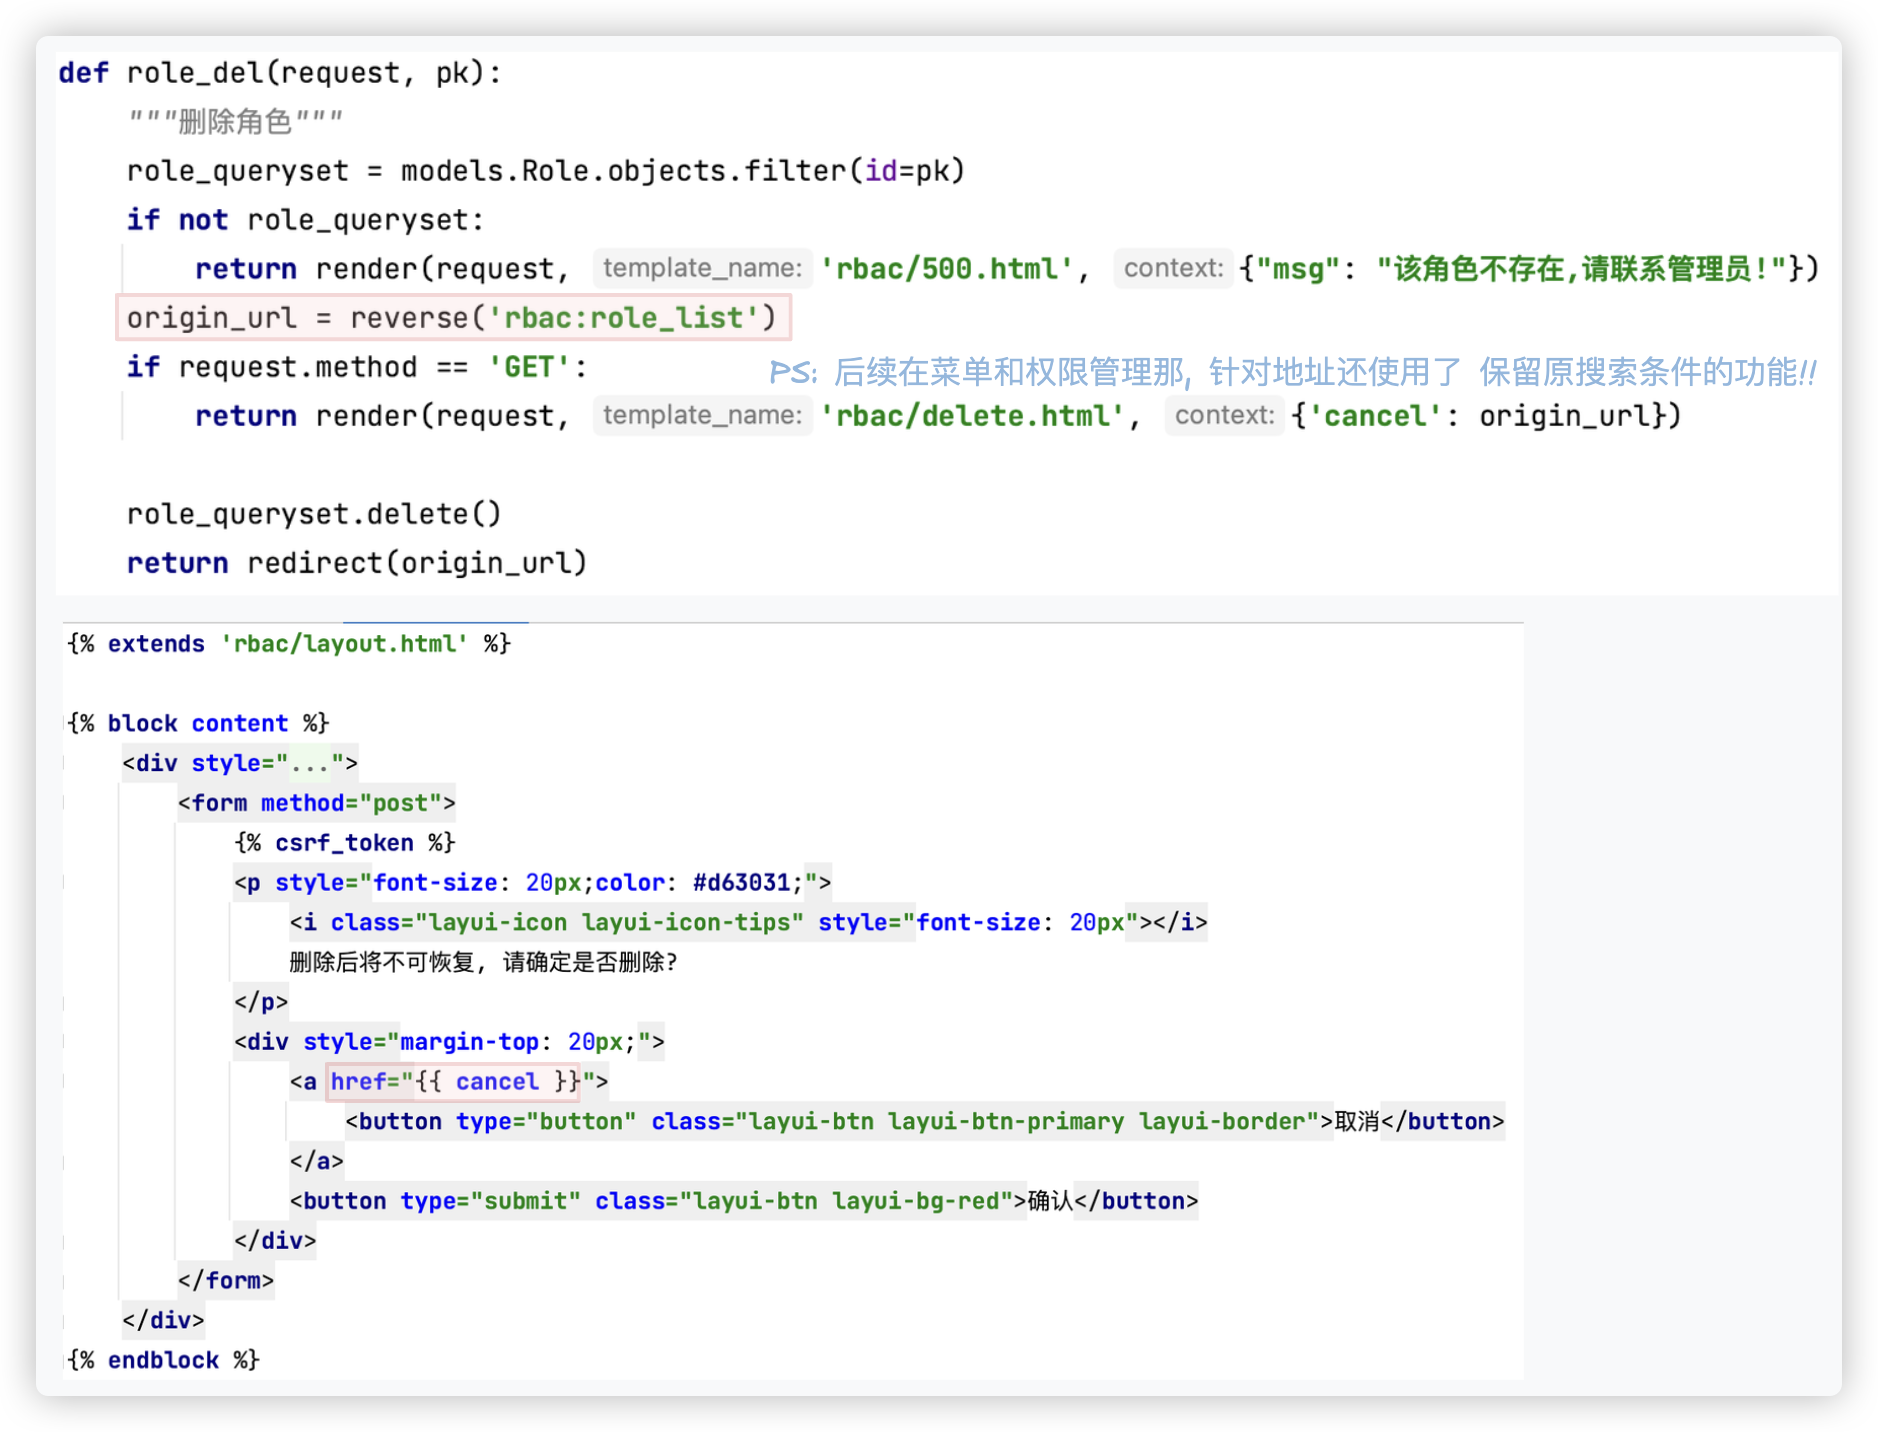 def role_del(request, pk):
"""删除角色"""
role_queryset = models.Role.objects.filter(id=pk)
if not role_queryset:
return render(request, template_name: 'rbac/500.html', context: {"msg": "该角色不存在,请联系管理员!"})
origin_url = reverse('rbac:role_list')
if request.method == 'GET':
PS: 后续在菜单和权限管理那, 针对地址还使用了 保留原搜索条件的功能!!
return render(request, template_name: 'rbac/delete.html', context: {'cancel': origin_url})
role_queryset.delete()
return redirect(origin_url)
{% extends 'rbac/layout.html' %}
{% block content %}
<div style="...">
<form method="post">
{% csrf_token %}
<p style="font-size: 20px;color: #d63031;">
<i class="layui-icon layui-icon-tips" style="font-size: 20px"></i>
删除后将不可恢复, 请确定是否删除?
</p>
<div style="margin-top: 20px;">
<a href="{{ cancel }}">
<button type="button" class="layui-btn layui-btn-primary layui-border">取消</button>
</a>
<button type="submit" class="layui-btn layui-bg-red">确认</button>
</div>
</form>
</div>
{% endblock %}